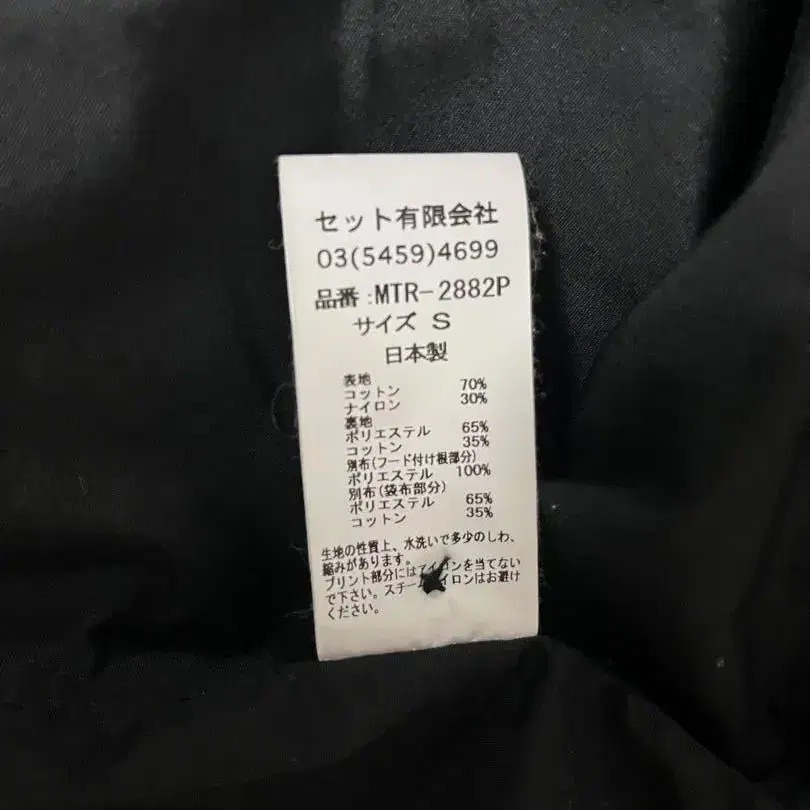 セット有限会社
03(5459)4699
品番:MTR-2882P
サイズ S
日本製
表地
コットン 70%
ナイロン 30%
裏地
ポリエステル 65%
コットン 35%
別布(フード付け根部分)
ポリエステル 100%
別布(袋布部分)
ポリエステル 65%
コットン 35%
生地の性質上、水洗いで多少のしわ、
縮みがあります。
プリント部分にはアイロンを当てない
で下さい。スチームアイロンはお避け
ください。